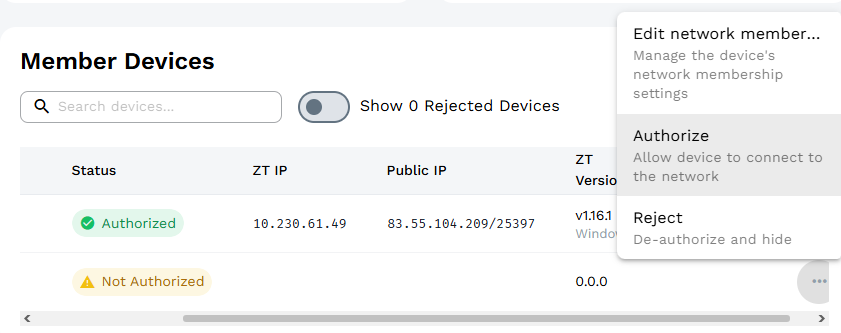 Member Devices
Search devices...
Show 0 Rejected Devices
Status
ZT IP
Public IP
ZT
Authorized
10.230.61.49
83.55.104.209/25397
v1.16.1
Not Authorized
0.0.0
Edit network member...
Manage the device's
network membership
settings
Authorize
Allow device to connect to
the network
Reject
De-authorize and hide